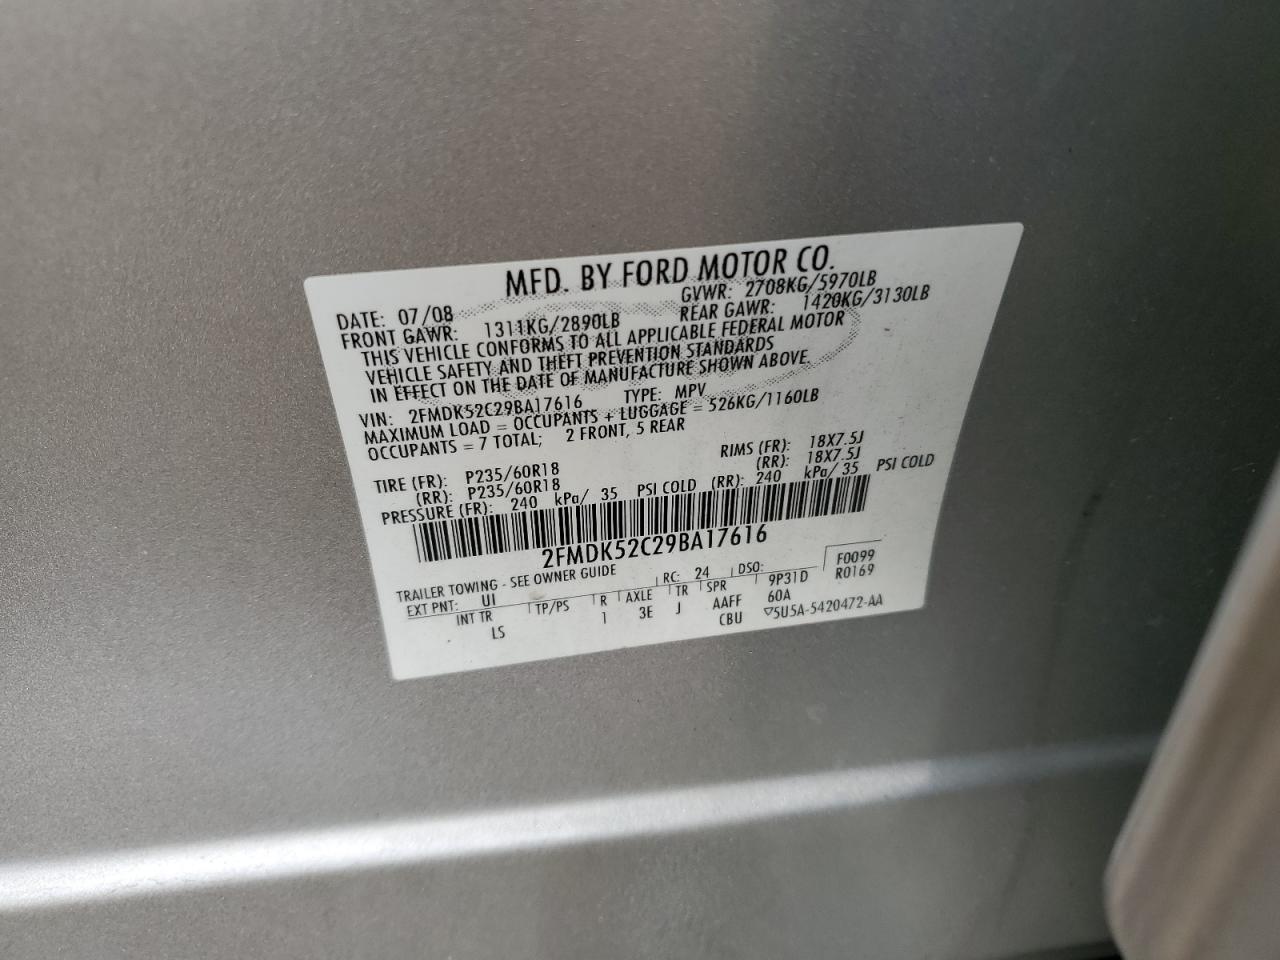 MFD. BY FORD MOTOR CO.
DATE: 07/08 GVWR: 2708KG/5970LB
FRONT GAWR: 1311KG/2890LB REAR GAWR: 1420KG/3130LB
THIS VEHICLE CONFORMS TO ALL APPLICABLE FEDERAL MOTOR
VEHICLE SAFETY AND THEFT PREVENTION STANDARDS
IN EFFECT ON THE DATE OF MANUFACTURE SHOWN ABOVE.
VIN: 2FMDK52C29BA17616 TYPE: MPV
MAXIMUM LOAD = OCCUPANTS + LUGGAGE = 526KG/1160LB
OCCUPANTS = 7 TOTAL; 2 FRONT, 5 REAR
TIRE (FR): P235/60R18 RIMS (FR): 18X7.5J
(RR): P235/60R18 (RR): 18X7.5J
PRESSURE (FR): 240 kPa/ 35 PSI COLD (RR): 240 kPa/ 35 PSI COLD
2FMDK52C29BA17616
TRAILER TOWING - SEE OWNER GUIDE
EXT PNT: UI RC: 24 DSO: F0099
INT TR TP/PS R AXLE TR SPR 9P31D R0169
LS 1 3E J AAFF 60A
CBU 5U5A-5420472-AA